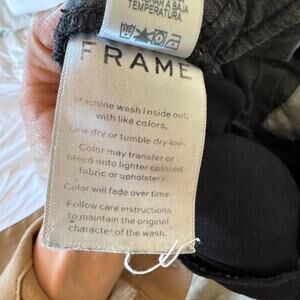 A BAJA
TEMPERATURA
FRAME
Machine wash inside out,
with like colors,
Line dry or tumble dry low.
Color may transfer or
bleed onto lighter colored
fabric or upholstery.
Color will fade over time.
Follow care instructions
to maintain the original
character of the wash.